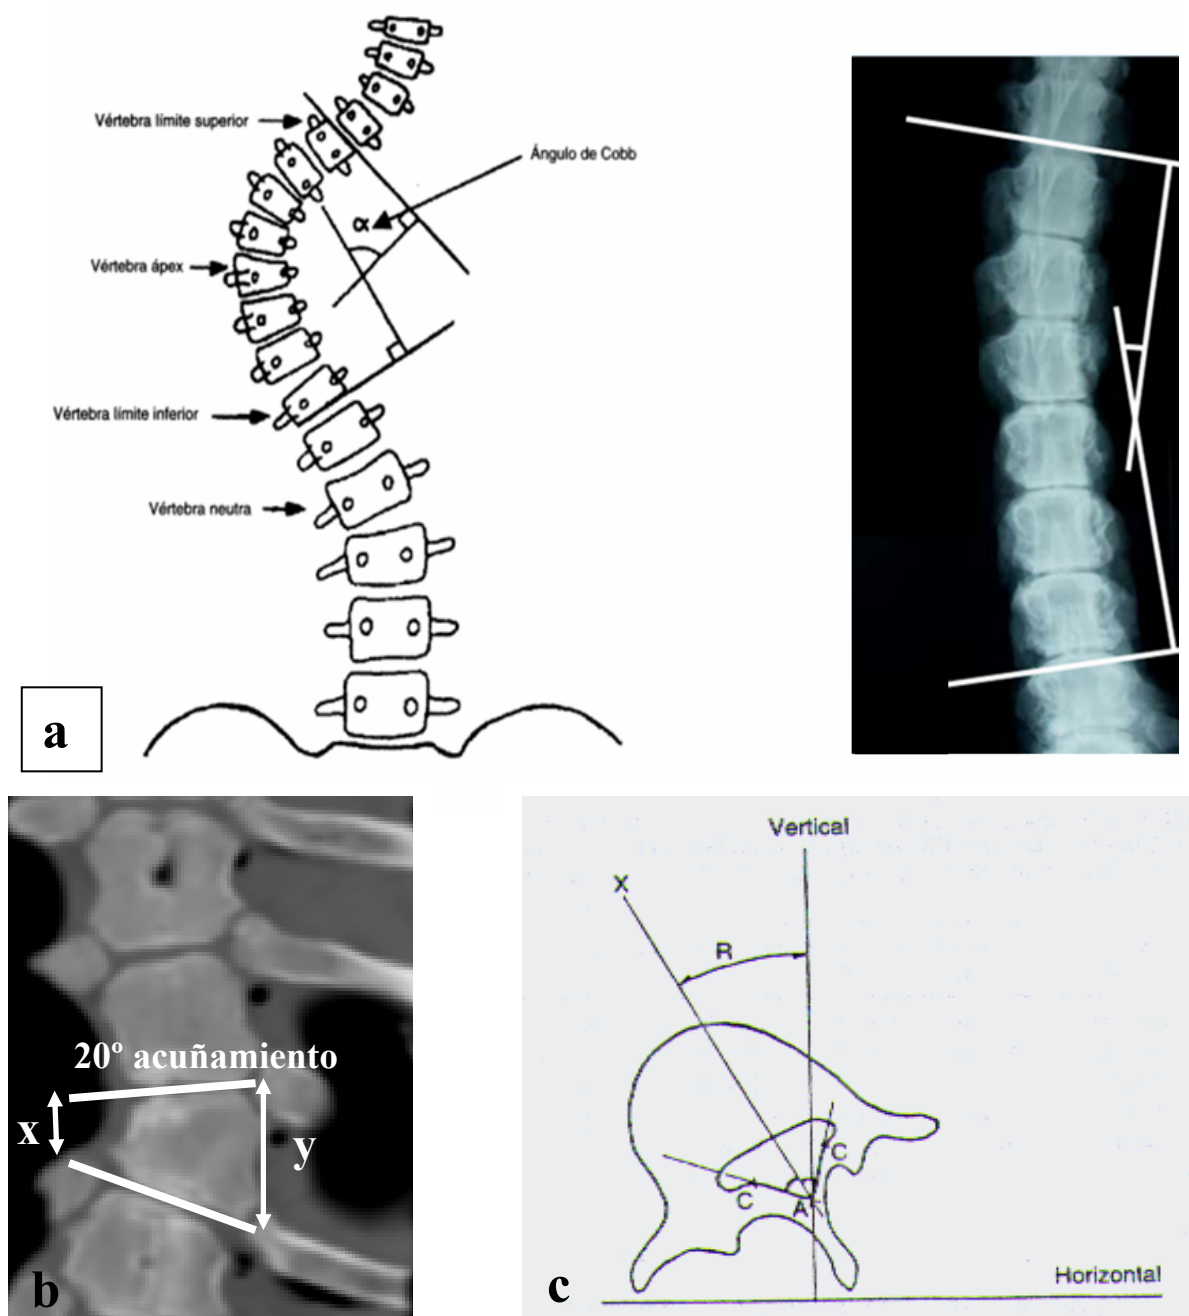 Vértebra límite superior
Ángulo de Cobb
α
Vértebra ápex
Vértebra límite inferior
Vértebra neutra
a
20º acuñamiento
x
y
b
Vertical
X
R
C
C
A
Horizontal
c